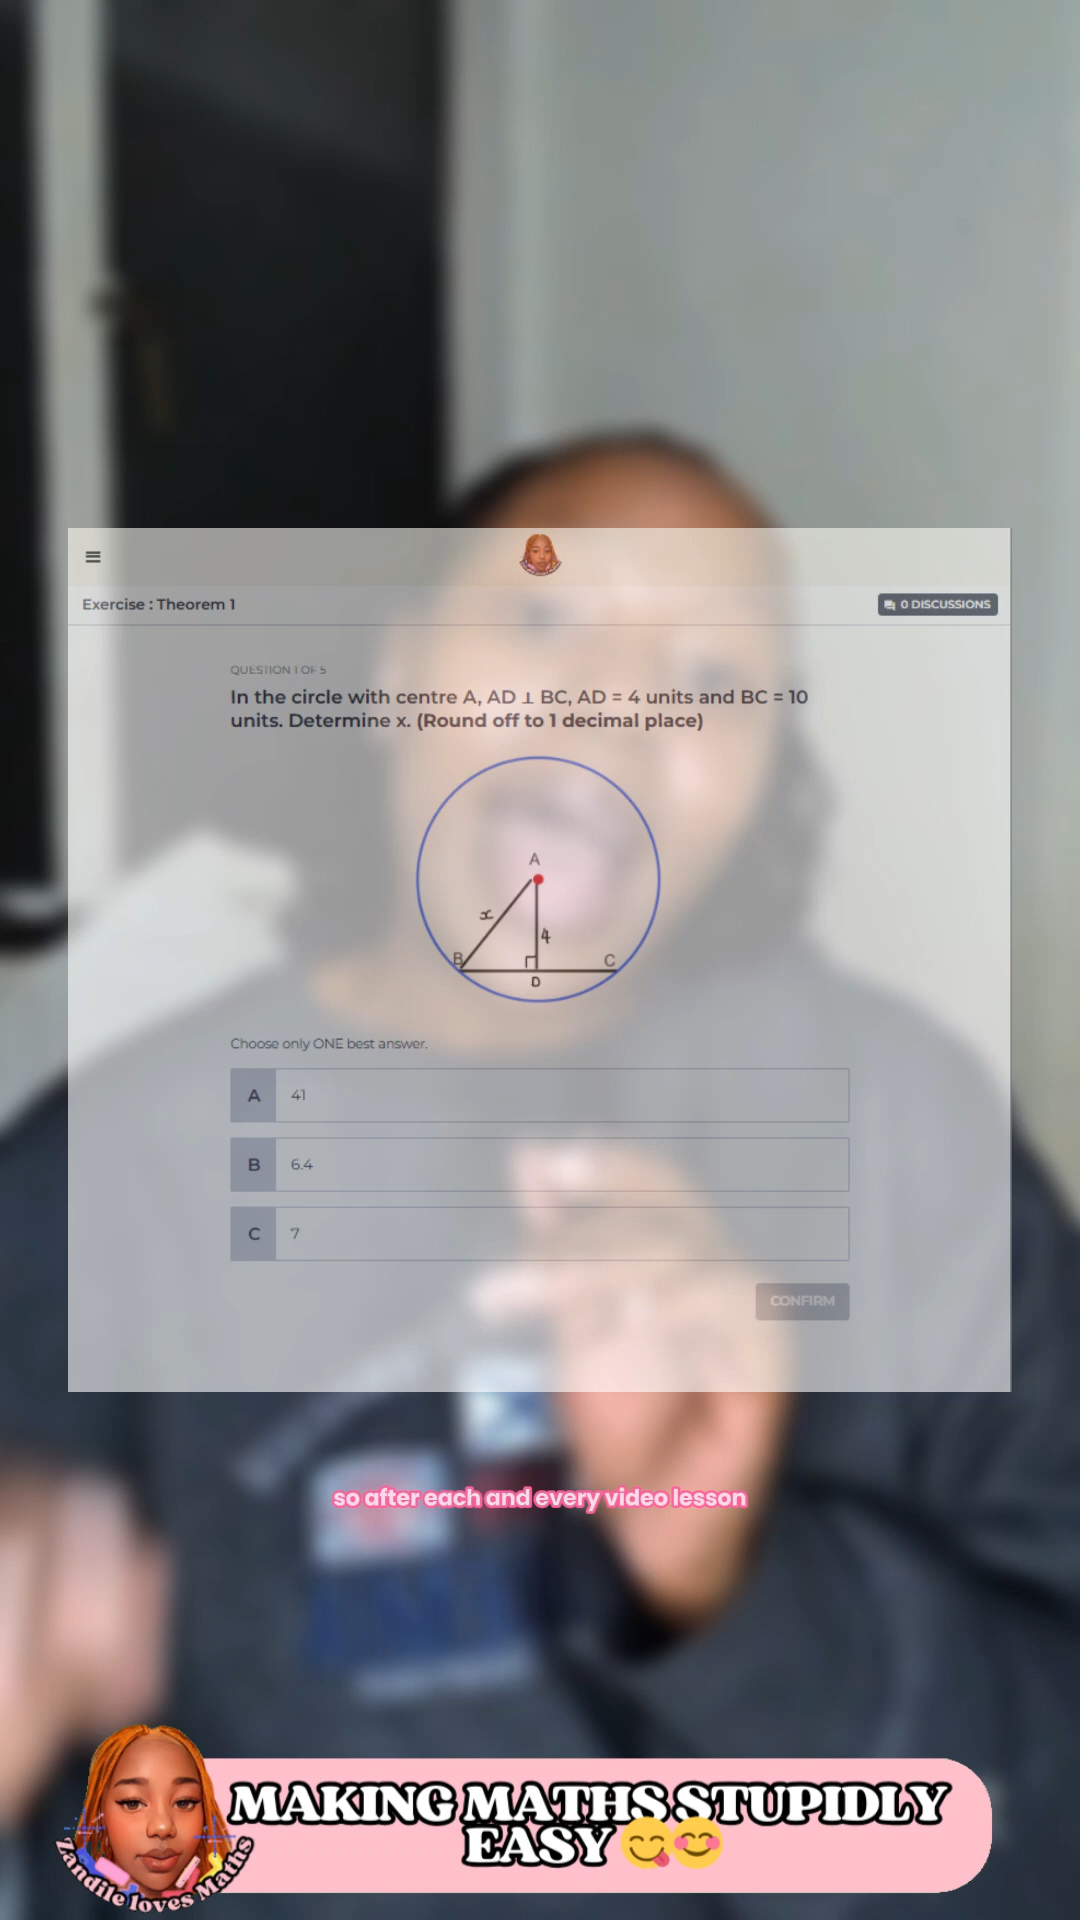 Exercise : Theorem 1
0 DISCUSSIONS
QUESTION 1 OF 5
In the circle with centre A, AD ⊥ BC, AD = 4 units and BC = 10
units. Determine x. (Round off to 1 decimal place)
A
x
4
B
C
D
Choose only ONE best answer.
A 41
B 6.4
C 7
CONFIRM
so after each and every video lesson
MAKING MATHS STUPIDLY
EASY 😋😊
Zandile loves Maths